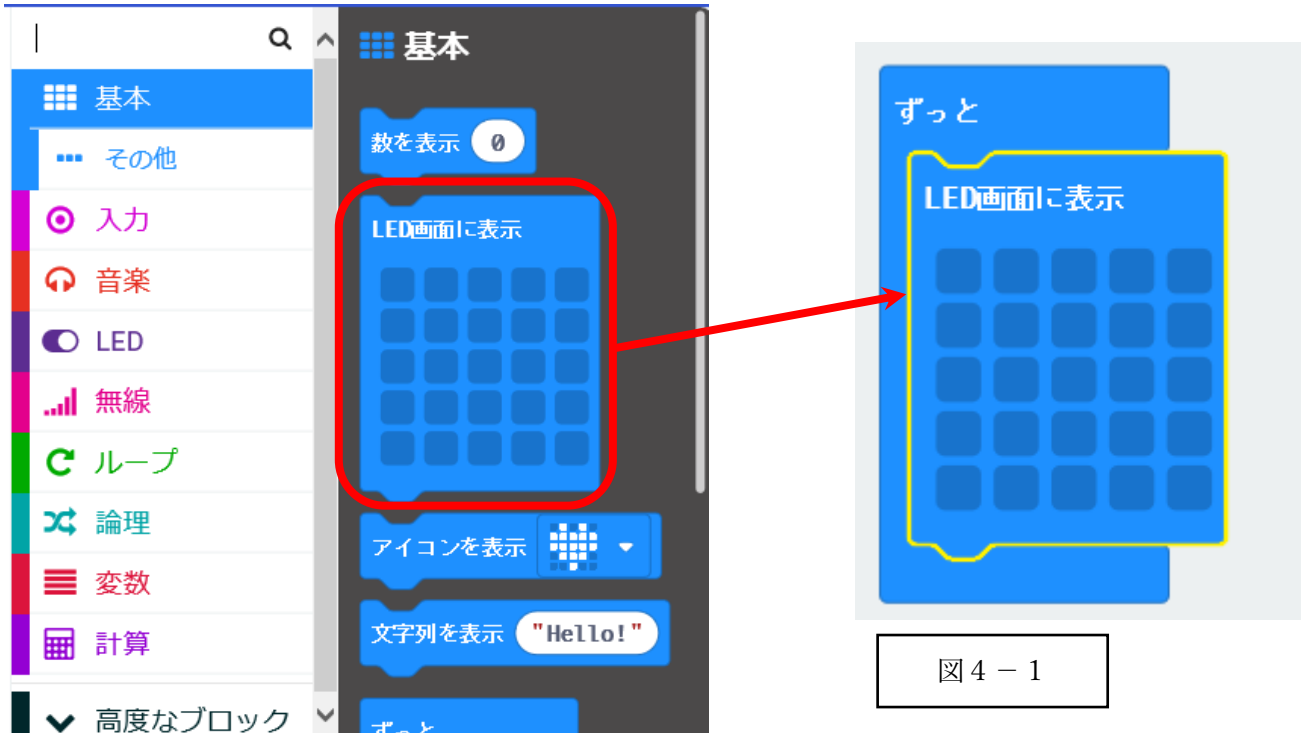 基本
その他
入力
音楽
LED
無線
ループ
論理
変数
計算
高度なブロック
基本
数を表示 0
LED画面に表示
アイコンを表示
文字列を表示 "Hello!"
ずっと
ずっと
LED画面に表示
図４－１